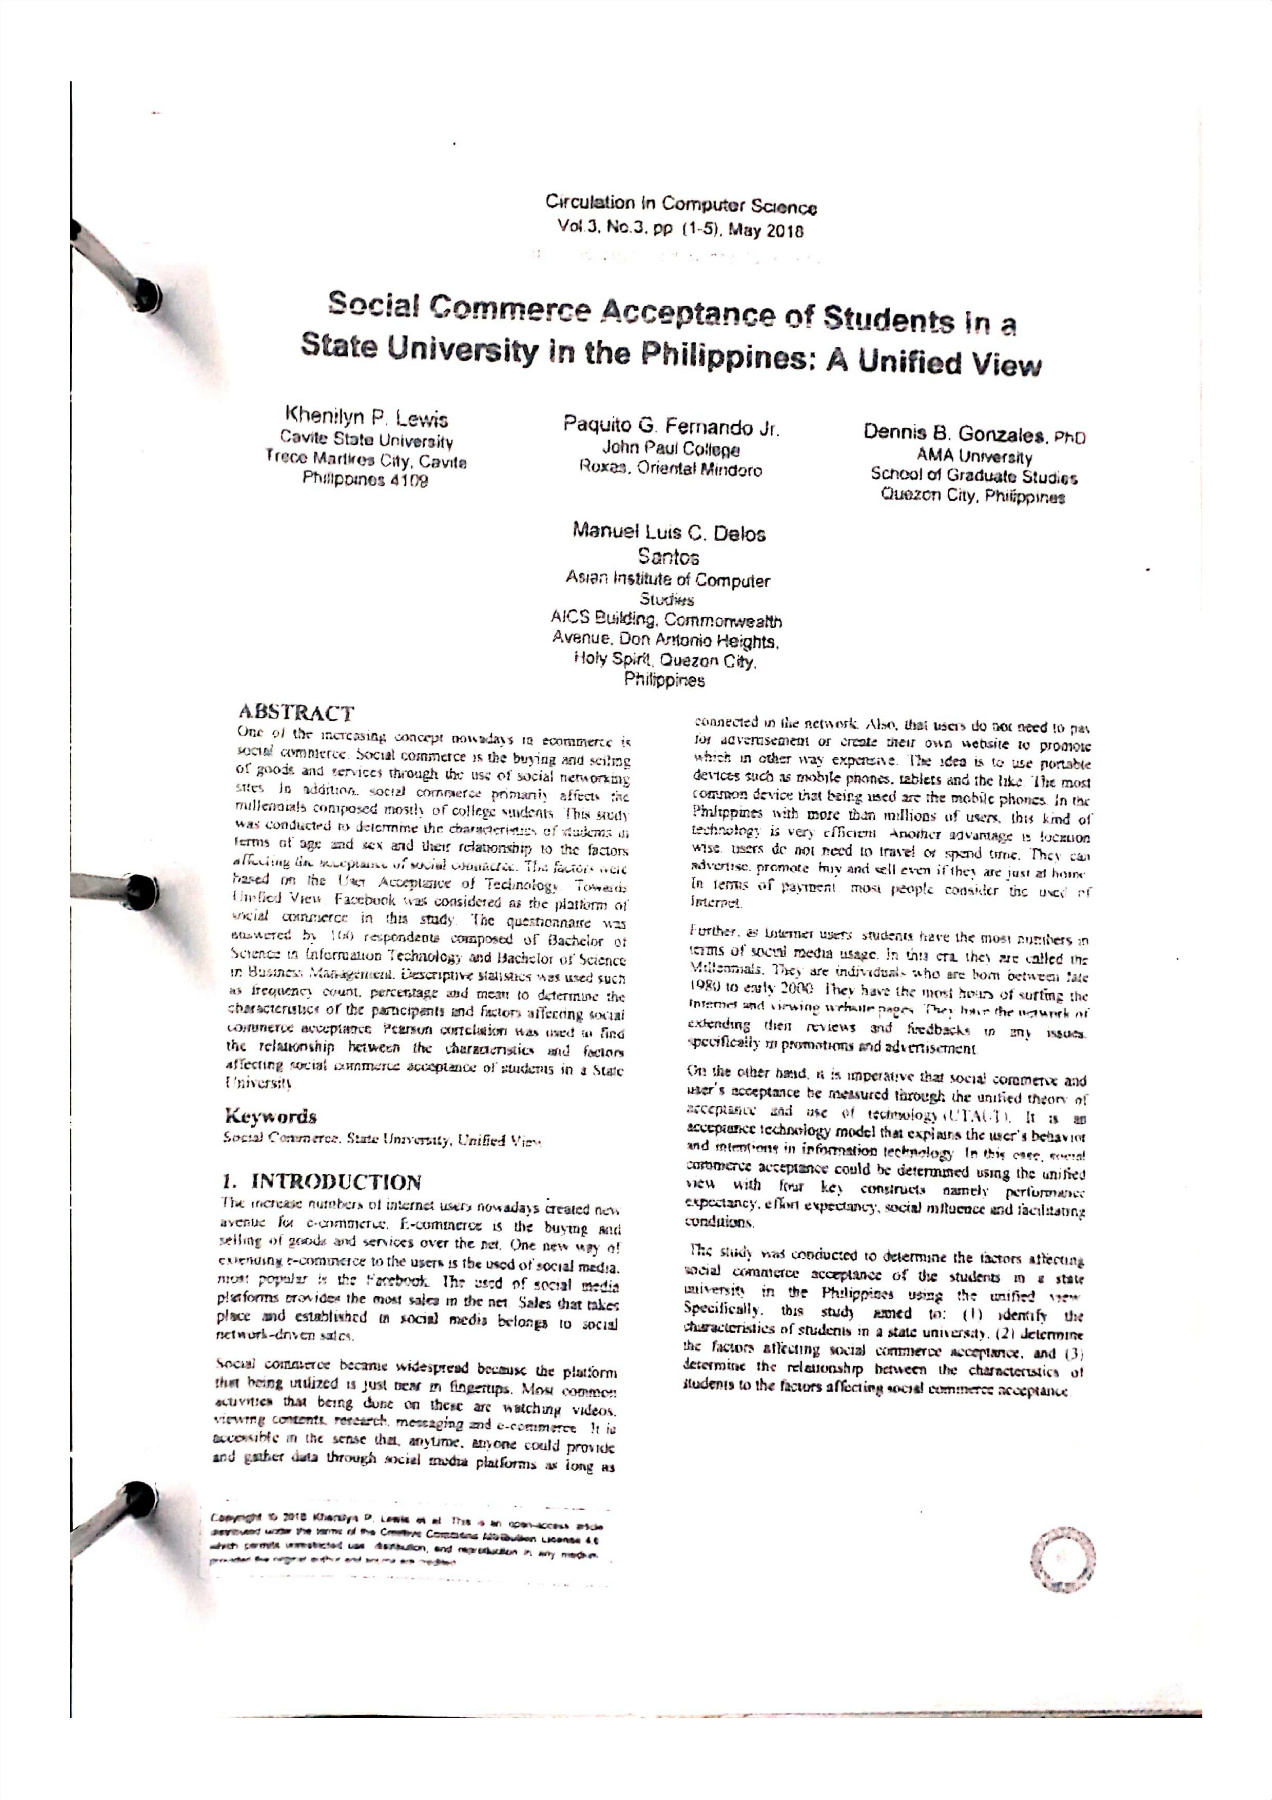 Circulation in Computer Science
Vol.3, No.3, pp (1-5), May 2018
Social Commerce Acceptance of Students in a
State University in the Philippines: A Unified View
Khenilyn P. Lewis
Cavite State University
Trece Martires City, Cavite
Philippines 4109
Paquito G. Fernando Jr.
John Paul College
Roxas, Oriental Mindoro
Dennis B. Gonzales, PhD
AMA University
School of Graduate Studies
Quezon City, Philippines
Manuel Luis C. Delos
Santos
Asian Institute of Computer
Studies
AICS Building, Commonwealth
Avenue, Don Antonio Heights,
Holy Spirit, Quezon City,
Philippines
ABSTRACT
One of the increasing concept nowadays in ecommerce is
social commerce. Social commerce is the buying and selling
of goods and services through the use of social networking
sites. In addition, social commerce primarily affects the
millennials composed mostly of college students. This study
was conducted to determine the characteristics of students in
terms of age and sex and their relationship to the factors
affecting the acceptance of social commerce. The factors were
based on the User Acceptance of Technology: Towards
Unified View. Facebook was considered as the platform of
social commerce in this study. The questionnaire was
answered by 160 respondents composed of Bachelor of
Science in Information Technology and Bachelor of Science
in Business Management. Descriptive statistics was used such
as frequency count, percentage and mean to determine the
characteristics of the participants and factors affecting social
commerce acceptance. Pearson correlation was used to find
the relationship between the characteristics and factors
affecting social commerce acceptance of students in a State
University.
Keywords
Social Commerce, State University, Unified View
1. INTRODUCTION
The increase numbers of internet users nowadays created new
avenue for e-commerce. E-commerce is the buying and
selling of goods and services over the net. One new way of
extending e-commerce to the users is the used of social media,
most popular is the Facebook. The used of social media
platforms provides the most sales in the net. Sales that takes
place and established in social media belongs to social
network-driven sales.
Social commerce became widespread because the platform
that being utilized is just near in fingertips. Most common
activities that being done on these are watching videos,
viewing contents, research, messaging and e-commerce. It is
accessible in the sense that, anytime, anyone could provide
and gather data through social media platforms as long as
connected in the network. Also, that users do not need to pay
for advertisement or create their own website to promote
which in other way expensive. The idea is to use portable
devices such as mobile phones, tablets and the like. The most
common device that being used are the mobile phones. In the
Philippines with more than millions of users, this kind of
technology is very efficient. Another advantage is location
wise, users do not need to travel or spend time. They can
advertise, promote buy and sell even if they are just at home.
In terms of payment, most people consider the used of
Internet.
Further, as Internet users, students have the most numbers in
terms of social media usage. In this era, they are called the
Millennials. They are individuals who are born between late
1980 to early 2000. They have the most hours of surfing the
Internet and viewing website pages. They have the network of
extending their reviews and feedbacks in any issues,
specifically in promotions and advertisement.
On the other hand, it is imperative that social commerce and
user's acceptance be measured through the unified theory of
acceptance and use of technology (UTAUT). It is an
acceptance technology model that explains the user's behavior
and intentions in information technology. In this case, social
commerce acceptance could be determined using the unified
view with four key constructs namely performance
expectancy, effort expectancy, social influence and facilitating
conditions.
The study was conducted to determine the factors affecting
social commerce acceptance of the students in a state
university in the Philippines using the unified view.
Specifically, this study aimed to: (1) identify the
characteristics of students in a state university, (2) determine
the factors affecting social commerce acceptance, and (3)
determine the relationship between the characteristics of
students to the factors affecting social commerce acceptance.
Copyright © 2018 Khenilyn P. Lewis et al. This is an open-access article
distributed under the terms of the Creative Commons Attribution License 4.0
which permits unrestricted use, distribution, and reproduction in any medium,
provided the original author and source are credited.